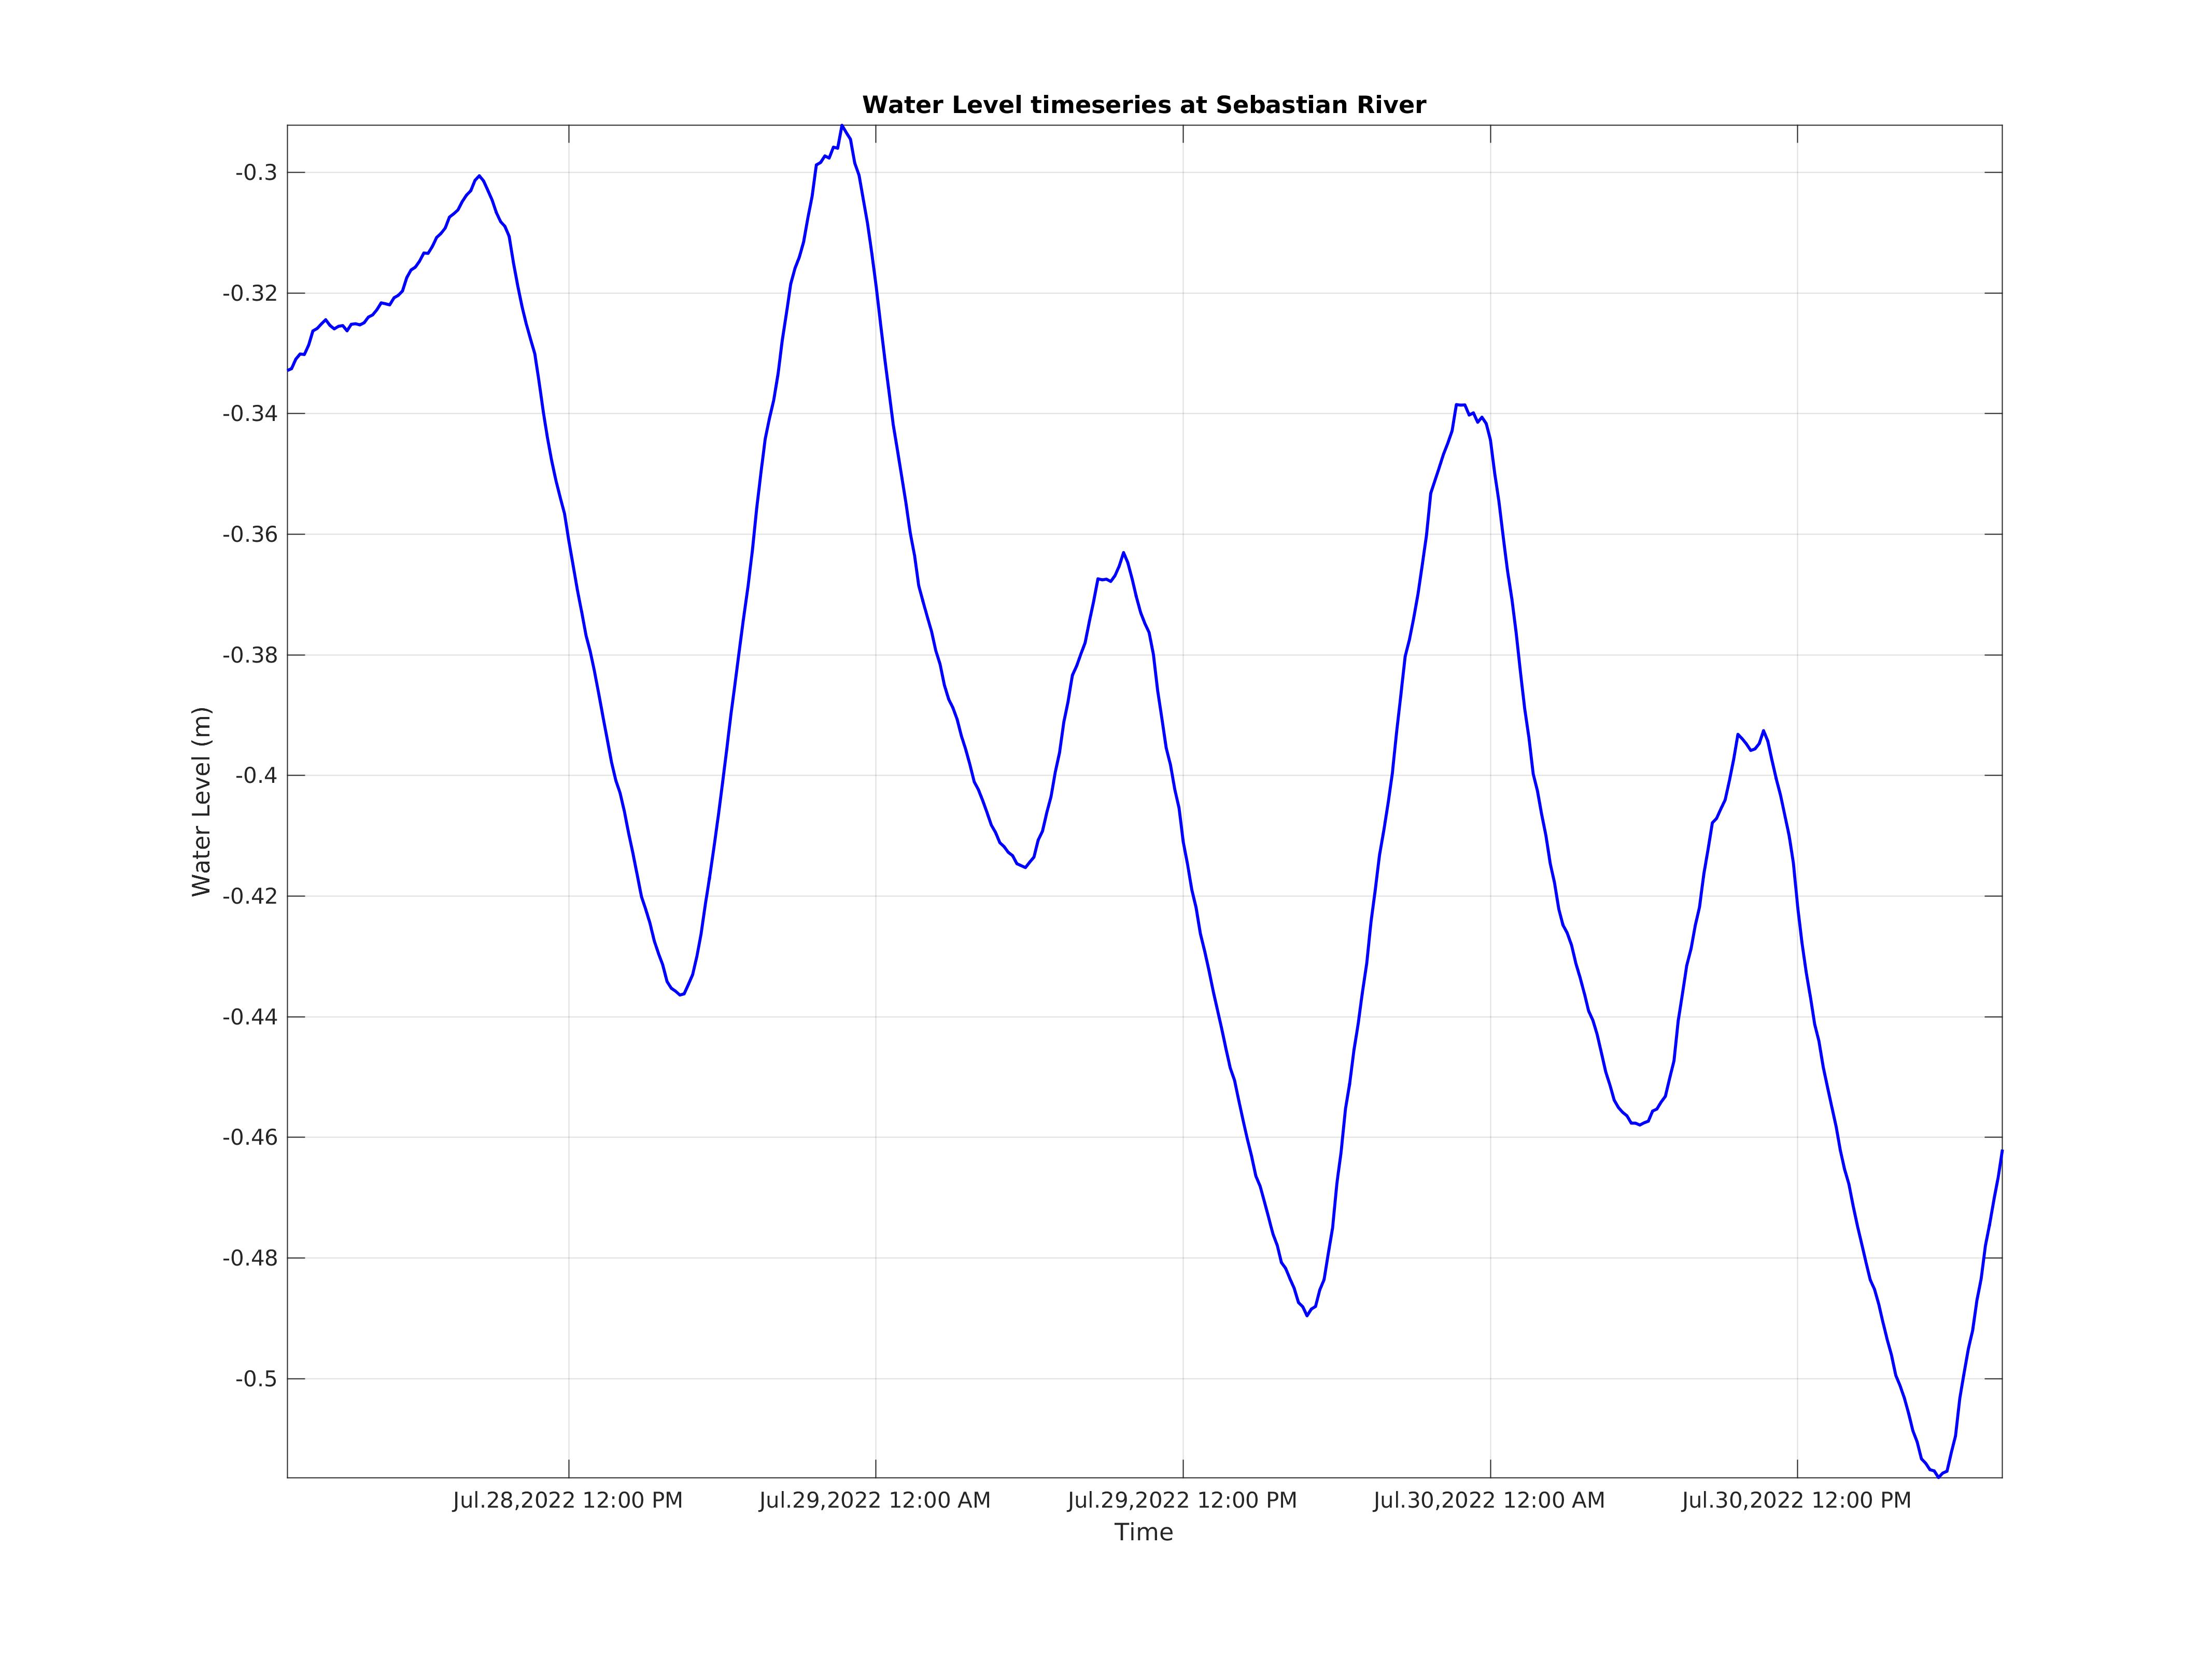 Water Level timeseries at Sebastian River
-0.3
-0.32
-0.34
-0.36
-0.38
-0.4
-0.42
-0.44
-0.46
-0.48
-0.5
Water Level (m)
Jul.28,2022 12:00 PM
Jul.29,2022 12:00 AM
Jul.29,2022 12:00 PM
Jul.30,2022 12:00 AM
Jul.30,2022 12:00 PM
Time